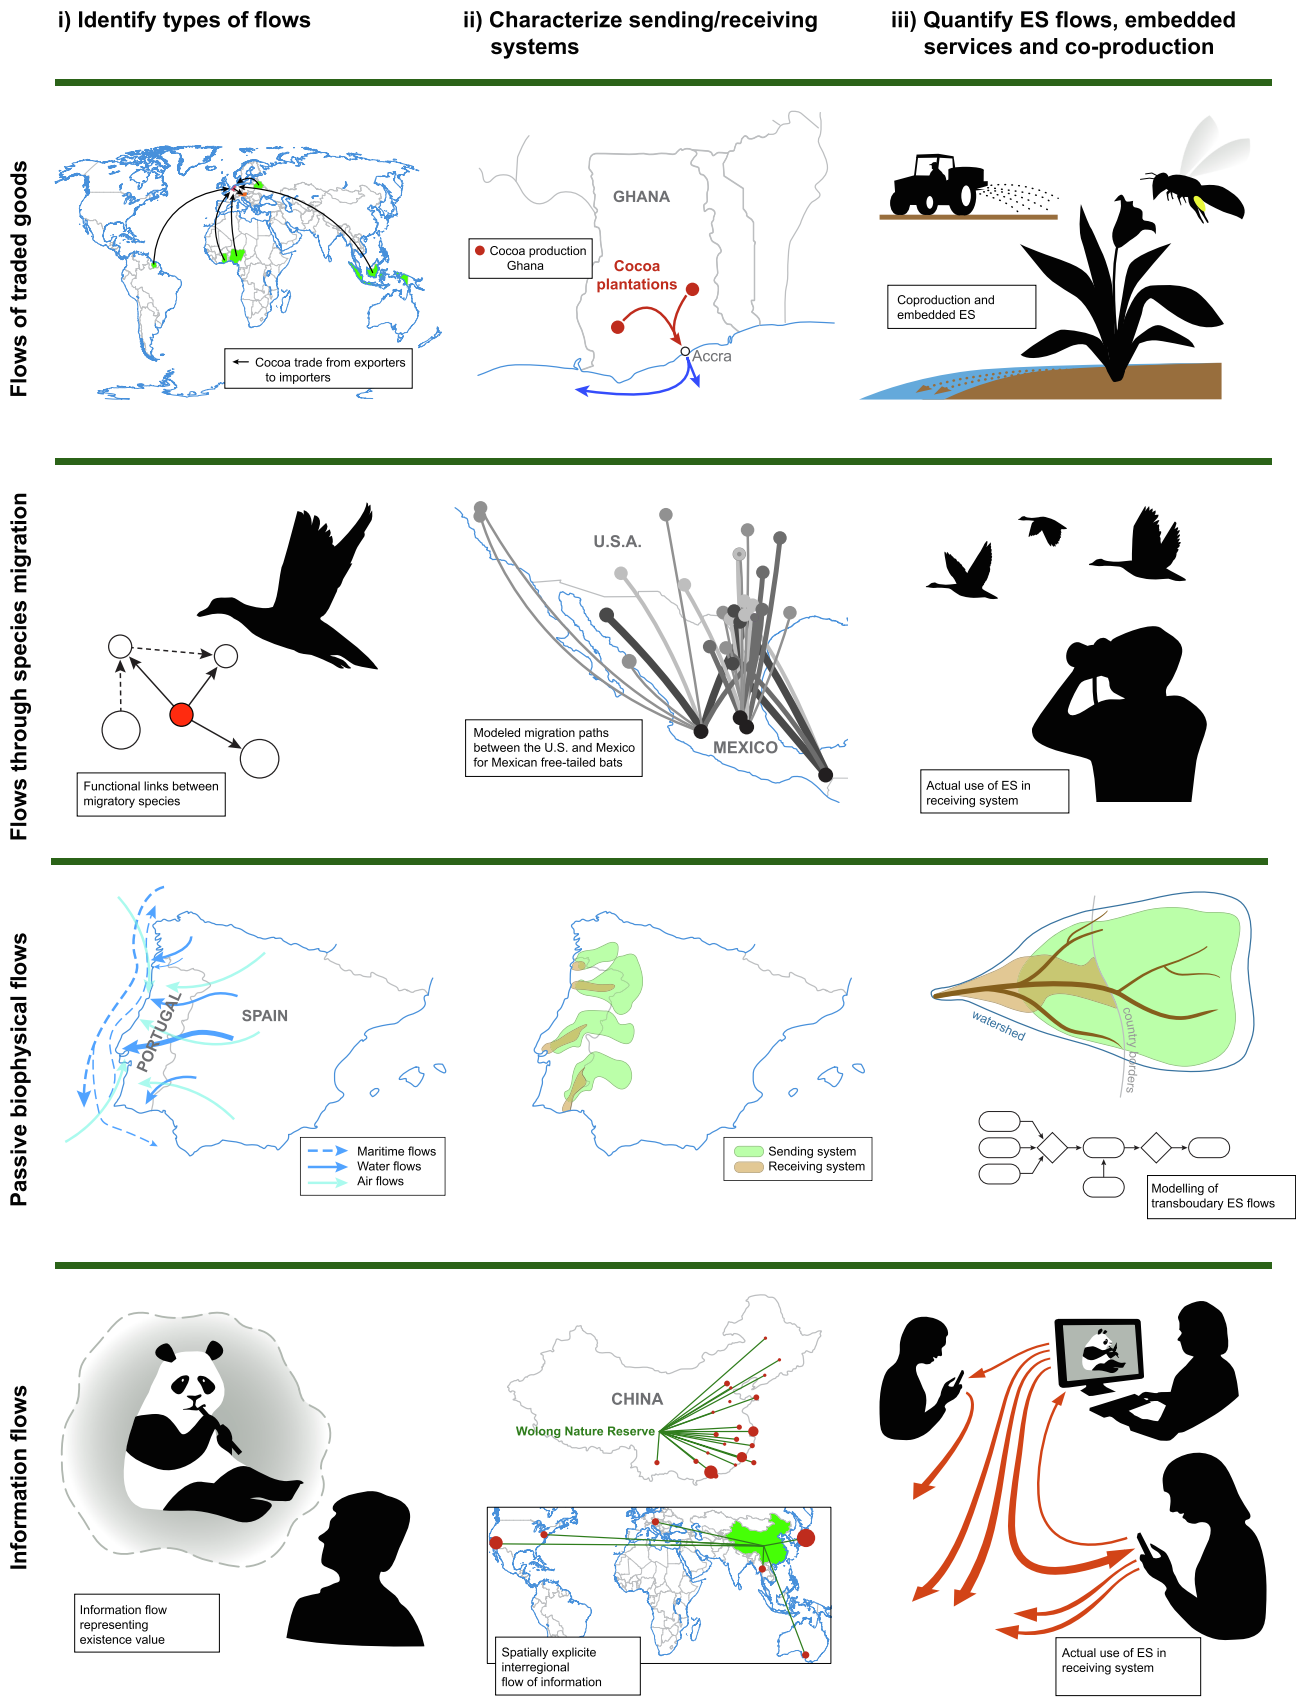 i) Identify types of flows
ii) Characterize sending/receiving
systems
iii) Quantify ES flows, embedded
services and co-production
Flows of traded goods
Cocoa trade from exporters
to importers
GHANA
Cocoa production
Ghana
Cocoa
plantations
Accra
Coproduction and
embedded ES
Flows through species migration
Functional links between
migratory species
U.S.A.
MEXICO
Modeled migration paths
between the U.S. and Mexico
for Mexican free-tailed bats
Actual use of ES in
receiving system
Passive biophysical flows
PORTUGAL
SPAIN
Maritime flows
Water flows
Air flows
Sending system
Receiving system
watershed
country borders
Modelling of
transboudary ES flows
Information flows
Information flow
representing
existence value
CHINA
Wolong Nature Reserve
Spatially explicite
interregional
flow of information
Actual use of ES in
receiving system